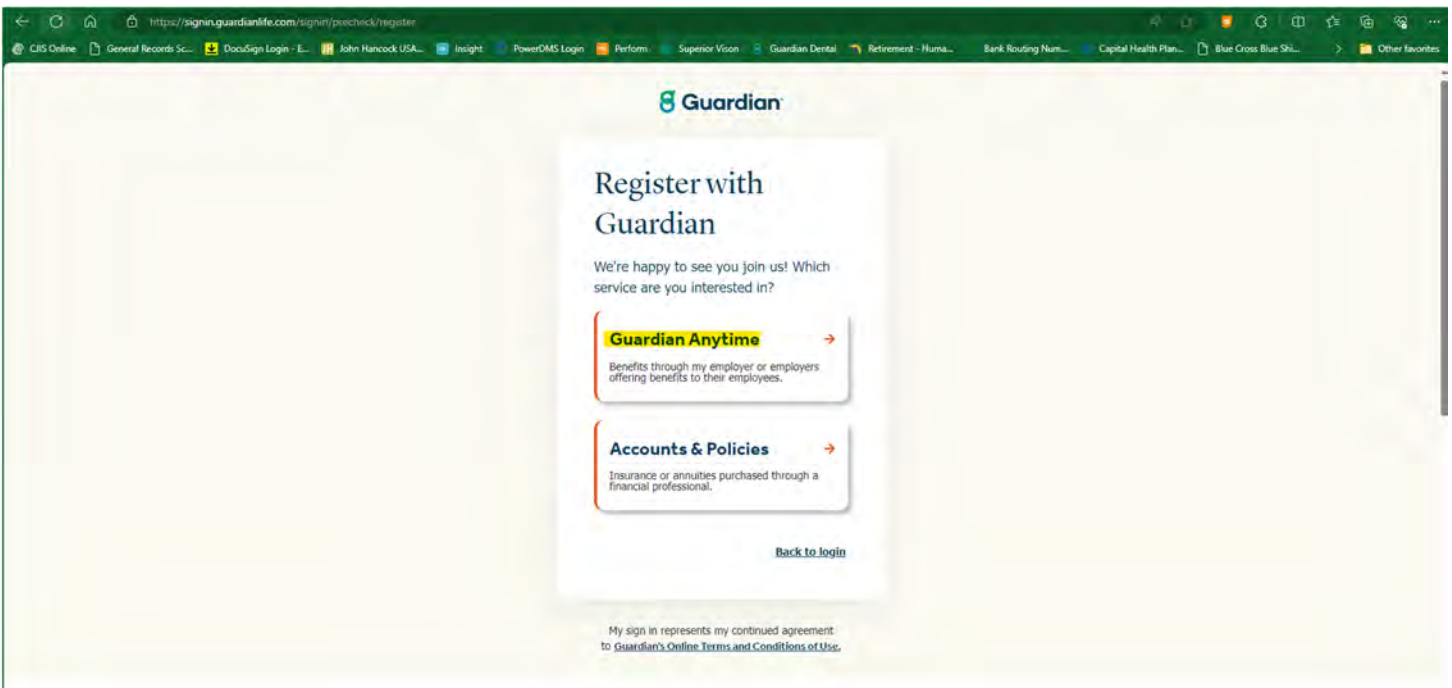 https://signin.guardianlife.com/signin/precheck/register
CJIS Online General Records Sc... DocuSign Login - E... John Hancock USA... Insight PowerDMS Login Perform Superior Vison Guardian Dental Retirement - Huma... Bank Routing Num... Capital Health Plan... Blue Cross Blue Shi... Other favorites
Guardian
Register with
Guardian
We're happy to see you join us! Which
service are you interested in?
Guardian Anytime
Benefits through my employer or employers
offering benefits to their employees.
Accounts & Policies
Insurance or annuities purchased through a
financial professional.
Back to login
My sign in represents my continued agreement
to Guardian's Online Terms and Conditions of Use.